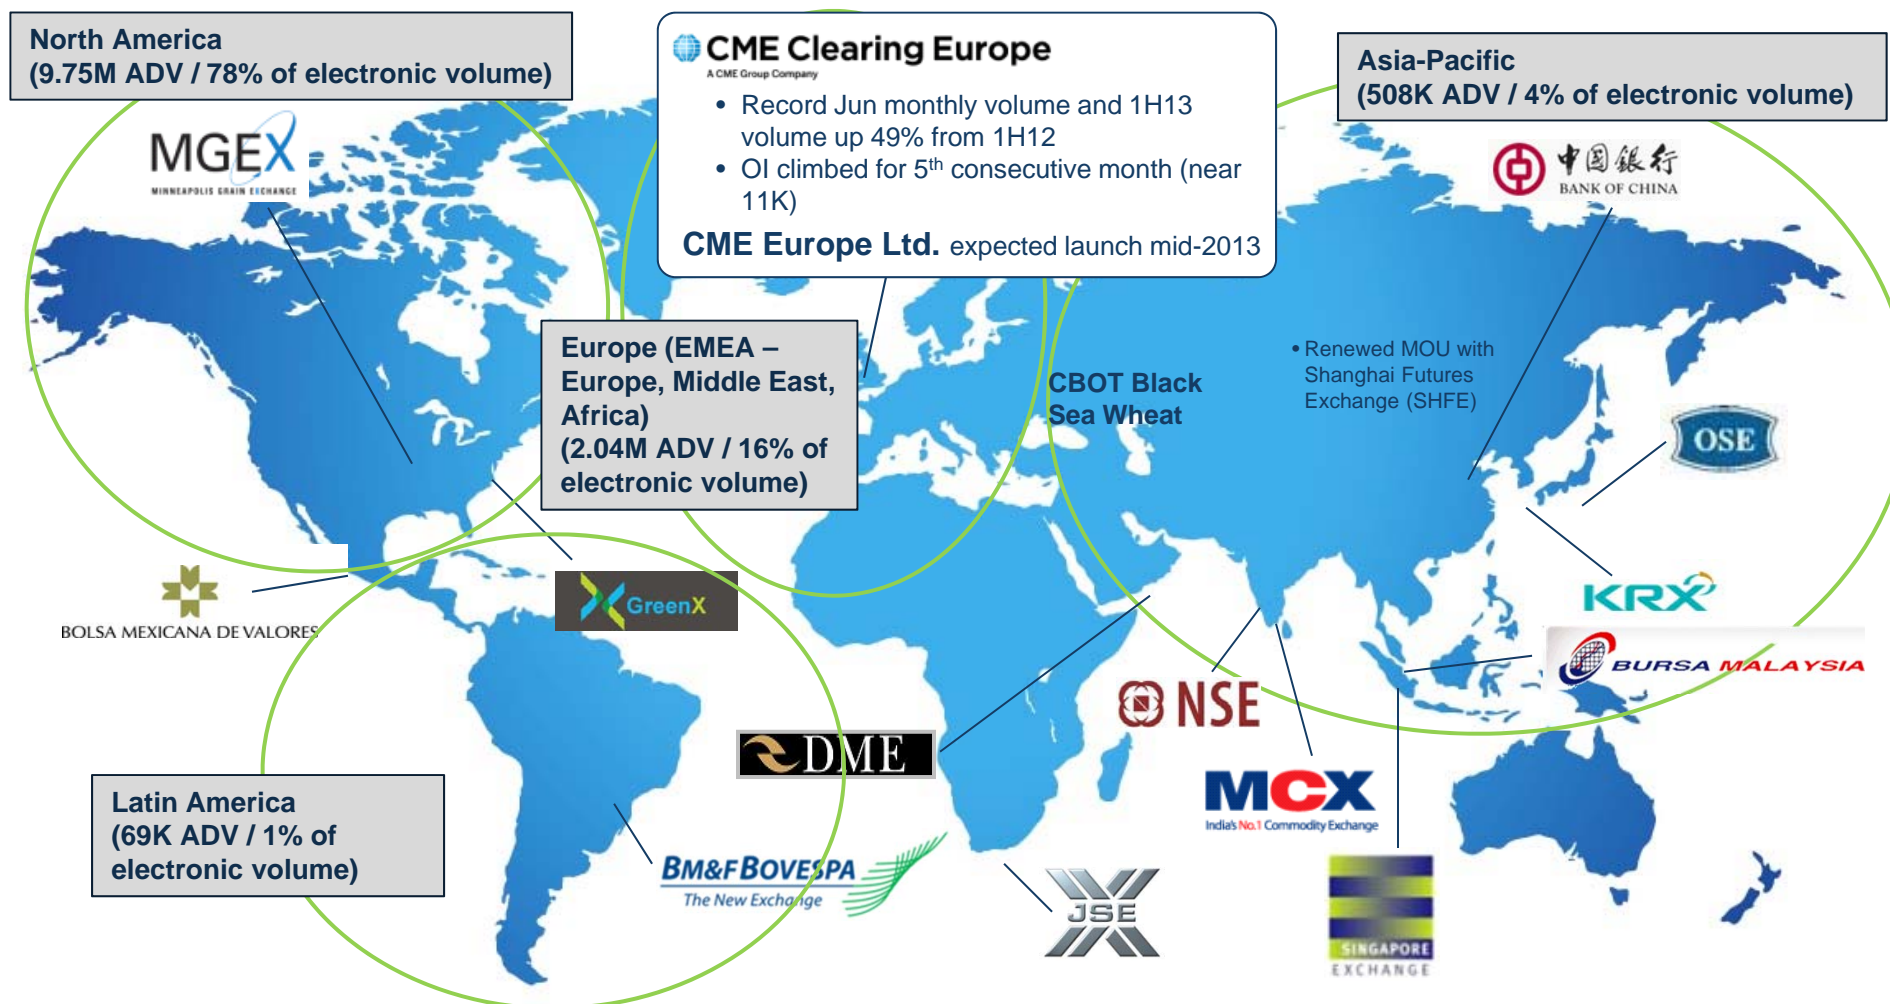 North America
(9.75M ADV / 78% of electronic volume)
CME Clearing Europe
A CME Group Company
• Record Jun monthly volume and 1H13
volume up 49% from 1H12
• OI climbed for 5th consecutive month (near
11K)
CME Europe Ltd. expected launch mid-2013
Asia-Pacific
(508K ADV / 4% of electronic volume)
MGEX
MINNEAPOLIS GRAIN EXCHANGE
中国银行
BANK OF CHINA
Europe (EMEA –
Europe, Middle East,
Africa)
(2.04M ADV / 16% of
electronic volume)
CBOT Black
Sea Wheat
• Renewed MOU with
Shanghai Futures
Exchange (SHFE)
OSE
BOLSA MEXICANA DE VALORES
GreenX
KRX
BURSA MALAYSIA
NSE
DME
MCX
India's No.1 Commodity Exchange
Latin America
(69K ADV / 1% of
electronic volume)
BM&FBOVESPA
The New Exchange
JSE
SINGAPORE
EXCHANGE